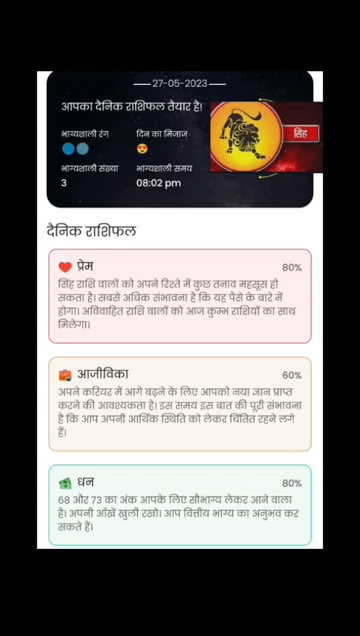 27-05-2023
आपका दैनिक राशिफल तैयार है!
भाग्यशाली रंग
दिन का मिजाज
भाग्यशाली संख्या
भाग्यशाली समय
3
08:02 pm
सिंह
दैनिक राशिफल
प्रेम 80%
सिंह राशि वालों को अपने रिश्ते में कुछ तनाव महसूस हो
सकता है। सबसे अधिक संभावना है कि यह पैसे के बारे में
होगा। अविवाहित राशि वालों को आज कुम्भ राशियों का साथ
मिलेगा।
आजीविका 60%
अपने करियर में आगे बढ़ने के लिए आपको नया ज्ञान प्राप्त
करने की आवश्यकता है। इस समय इस बात की पूरी संभावना
है कि आप अपनी आर्थिक स्थिति को लेकर चिंतित रहने लगे
हैं।
धन 80%
68 और 73 का अंक आपके लिए सौभाग्य लेकर आने वाला
है। अपनी आँखें खुली रखो। आप वित्तीय भाग्य का अनुभव कर
सकते हैं।